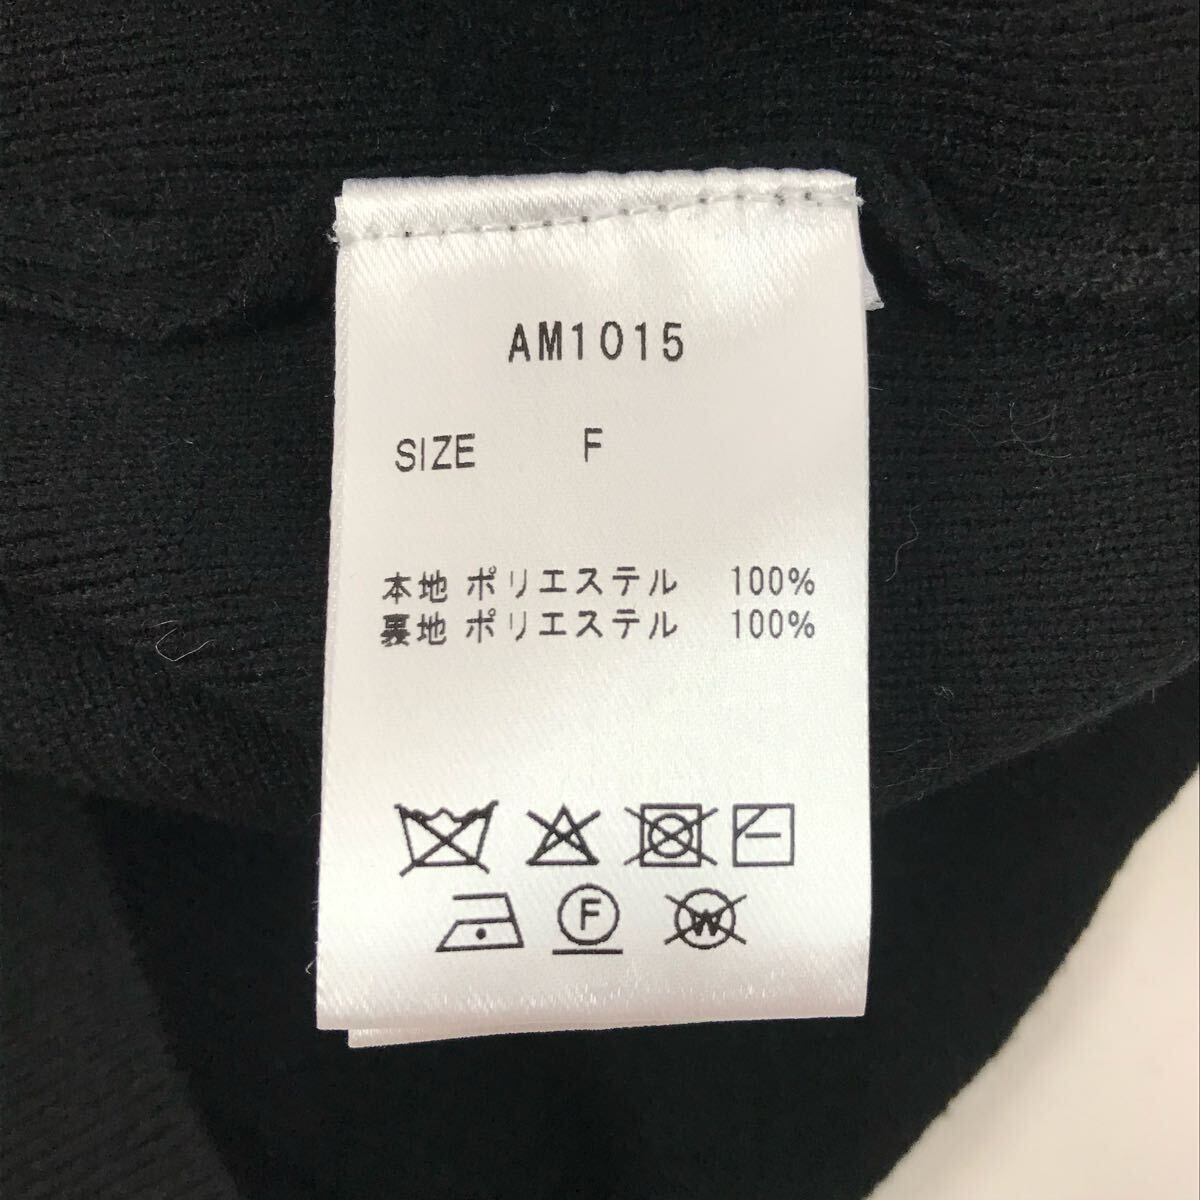 AM1015
SIZE F
本地 ポリエステル 100%
裏地 ポリエステル 100%
F
W